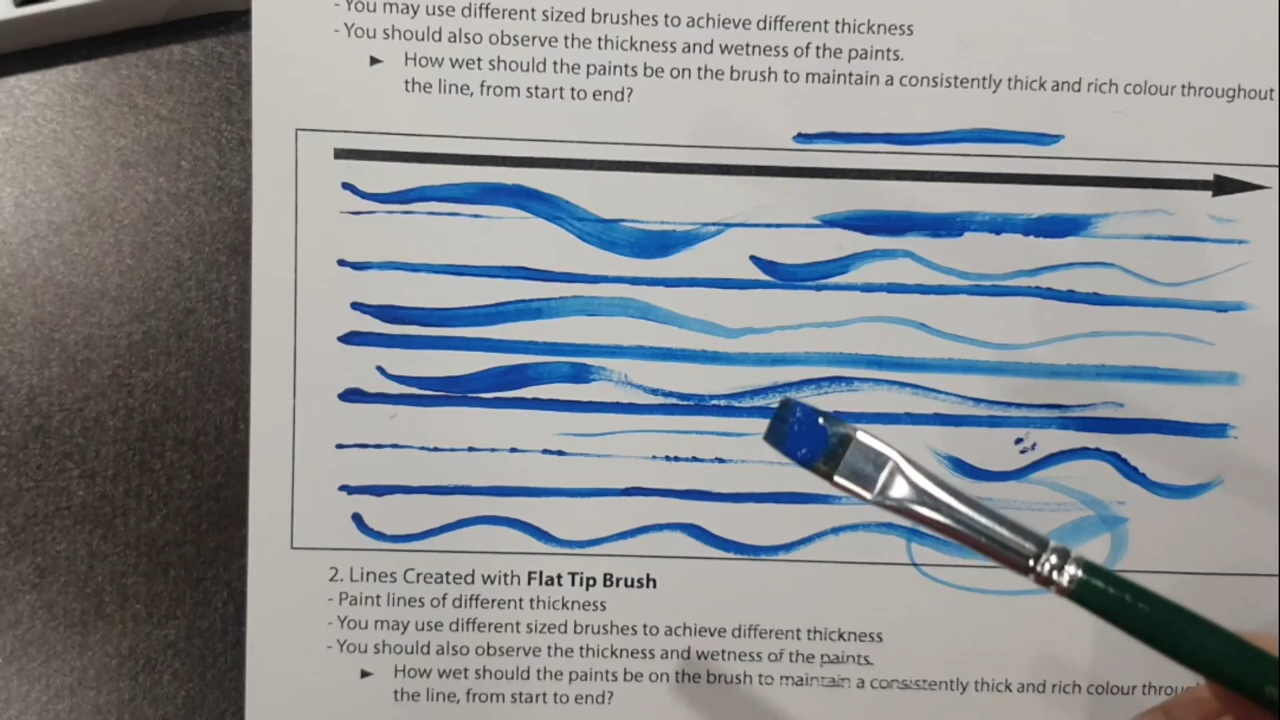 - You may use different sized brushes to achieve different thickness
- You should also observe the thickness and wetness of the paints.
► How wet should the paints be on the brush to maintain a consistently thick and rich colour throughout
the line, from start to end?
2. Lines Created with Flat Tip Brush
- Paint lines of different thickness
- You may use different sized brushes to achieve different thickness
- You should also observe the thickness and wetness of the paints.
► How wet should the paints be on the brush to maintain a consistently thick and rich colour
the line, from start to end?